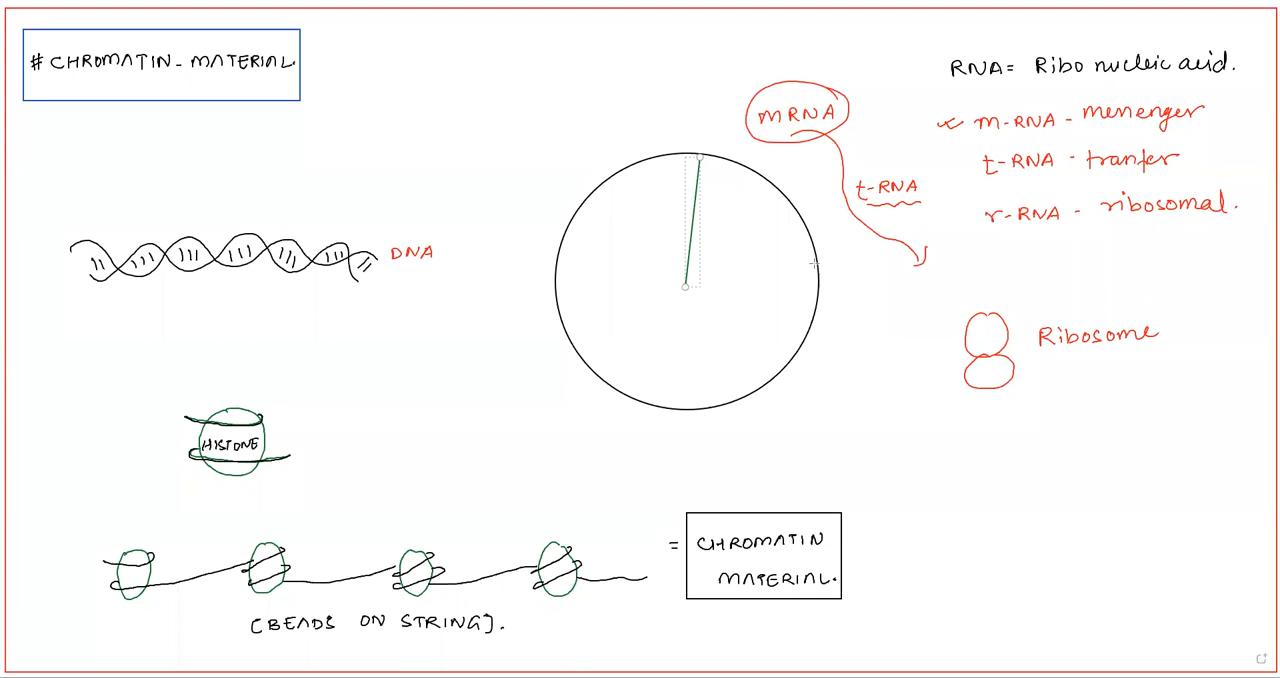 # CHROMATIN - MATERIAL
RNA = Ribo nucleic acid.
mRNA
m-RNA - menenger
t-RNA - tranfer
t-RNA
r-RNA - ribosomal.
DNA
Ribosome
HISTONE
= CHROMATIN
MATERIAL.
[BEADS ON STRING].